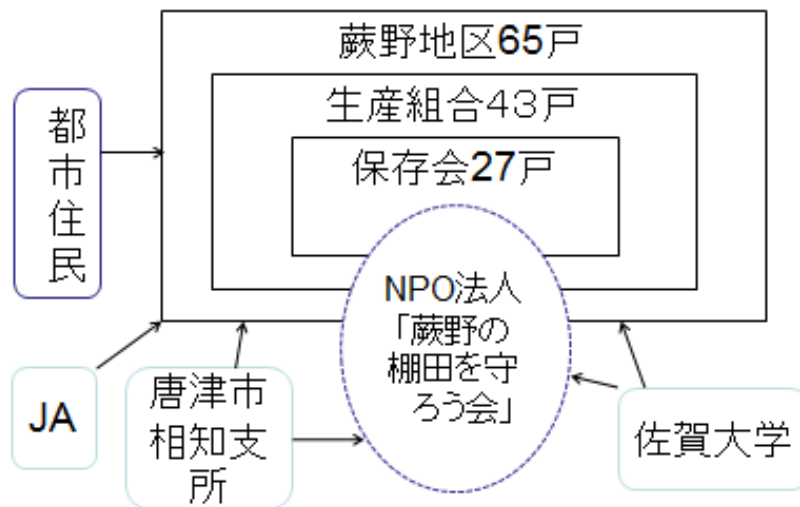 蕨野地区65戸
生産組合43戸
保存会27戸
都市住民
NPO法人
「蕨野の
棚田を守
ろう会」
JA
唐津市
相知支
所
佐賀大学